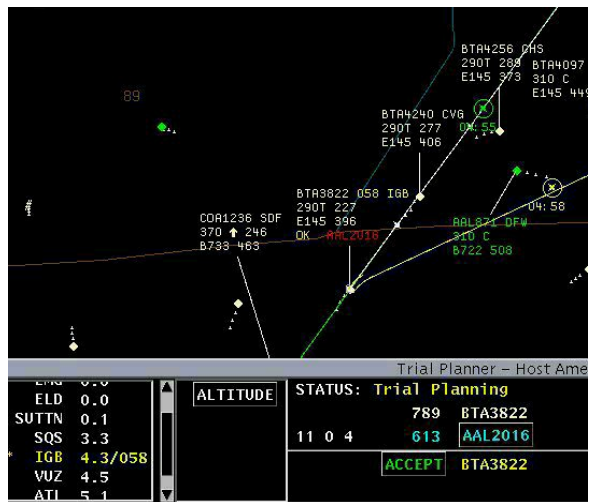 BTA4256 CHS
290T 289
E145 373
BTA4097
310 C
E145 449
89
BTA4240 CVG
290T 277
E145 406
04:55
BTA3822 058 IGB
290T 227
E145 396
OK AAL2016
04:58
COA1236 SDF
370 ↑ 246
B733 463
AAL871 DFW
310 C
B722 508
Trial Planner – Host Ame
ELD 0.0
SUTTN 0.1
SQS 3.3
* IGB 4.3/058
VUZ 4.5
ATL 5.1
ALTITUDE
STATUS: Trial Planning
789 BTA3822
11 0 4 613 AAL2016
ACCEPT BTA3822